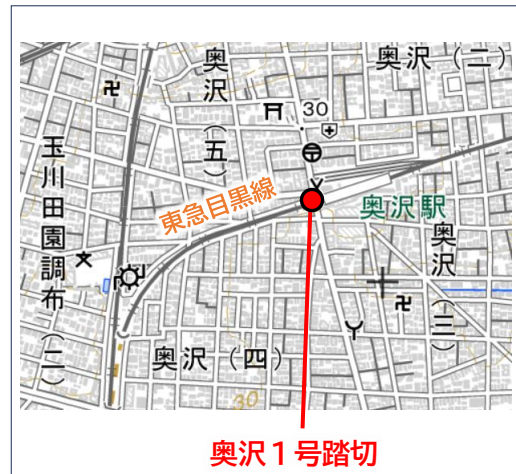 奥沢（二）
奥沢（五）
30
玉川田園調布（二）
東急目黒線
奥沢駅
奥沢（三）
奥沢（四）
30
奥沢１号踏切